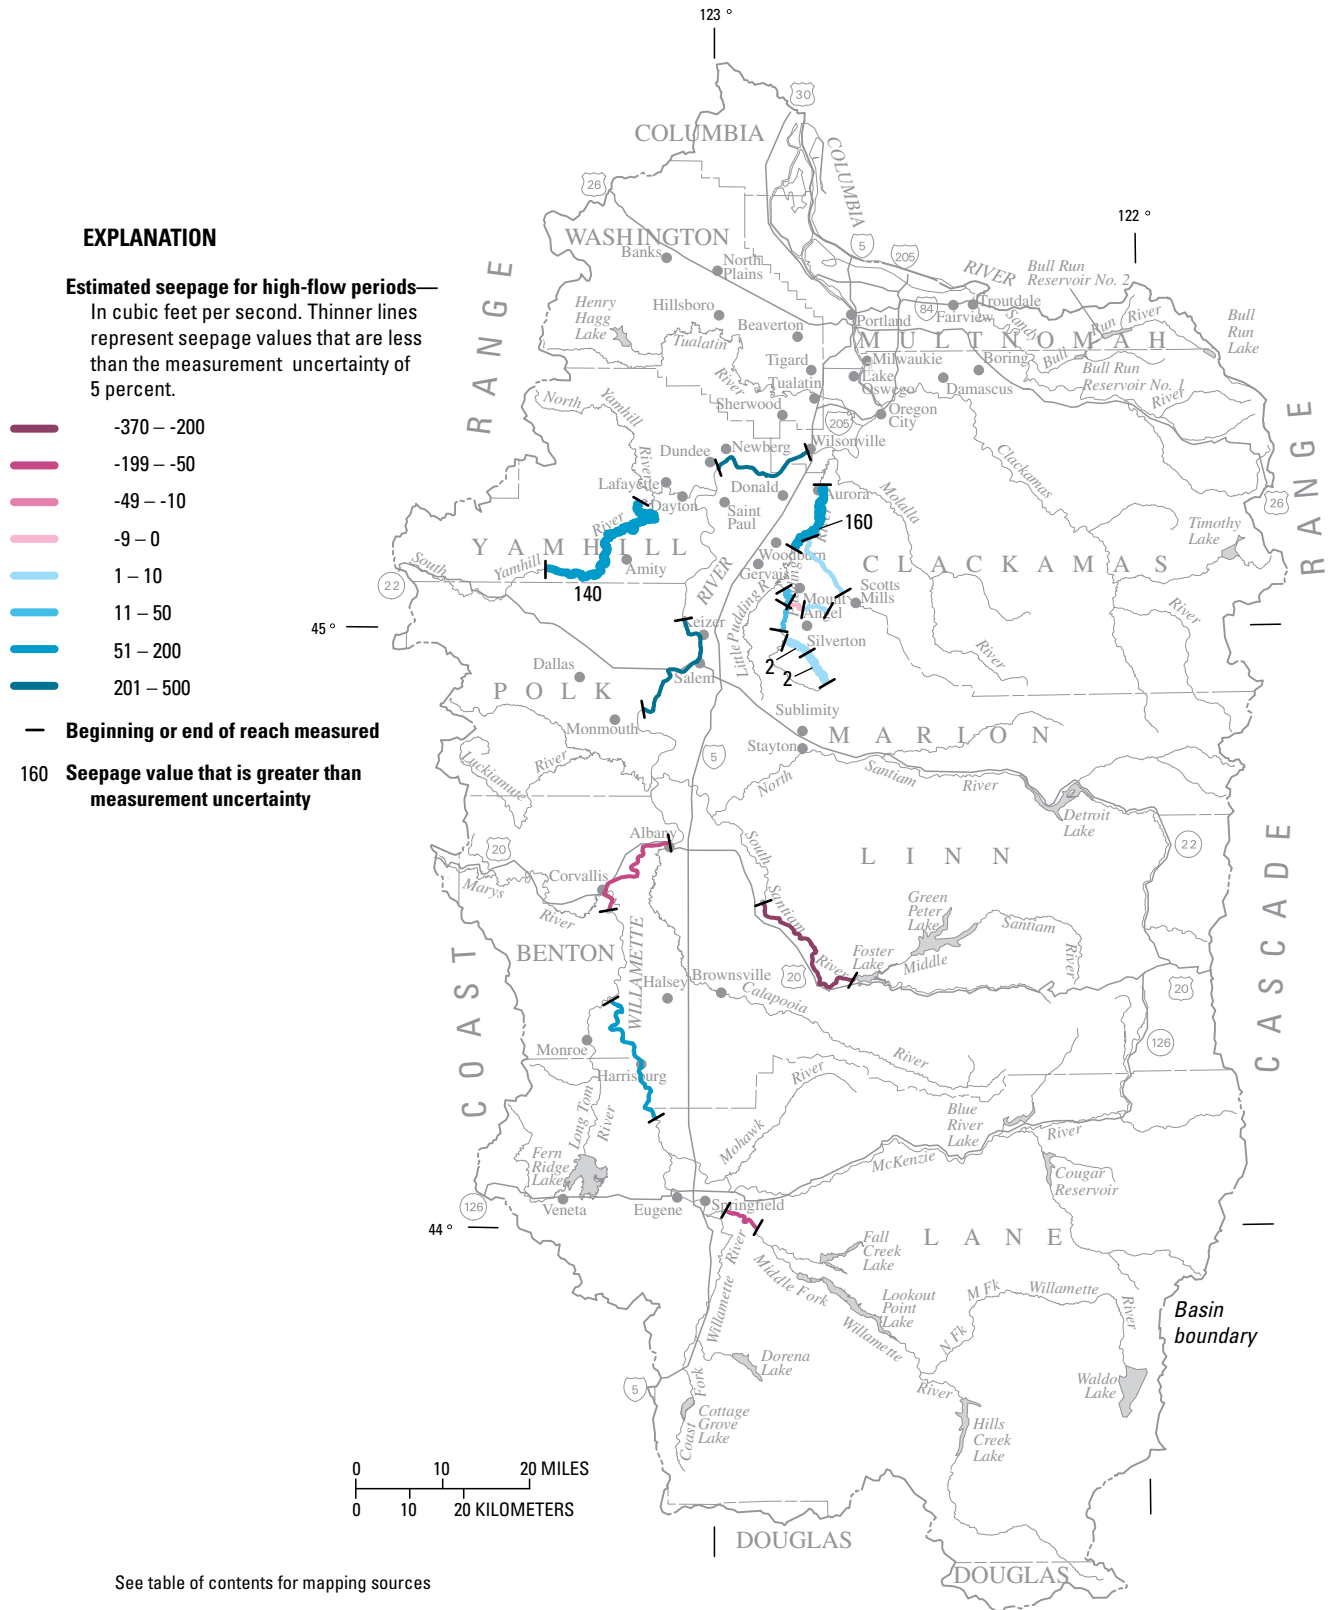 123 °
30
COLUMBIA
COLUMBIA
26
122 °
EXPLANATION
WASHINGTON
Banks
North
Plains
5
205
RIVER
Bull Run
Reservoir No. 2
Estimated seepage for high-flow periods—
In cubic feet per second. Thinner lines
represent seepage values that are less
than the measurement uncertainty of
5 percent.
RANGE
Henry
Hagg
Lake
Hillsboro
Beaverton
Tualatin
River
Tigard
Tualatin
Sherwood
Portland
84
Fairview
Troutdale
Sandy
Bull
Run
River
Bull
Run
Lake
MULTNOMAH
Milwaukie
Lake
Oswego
Boring
Damascus
Bull Run
Reservoir No. 1
River
Oregon
City
205
-370 – -200
-199 – -50
-49 – -10
-9 – 0
1 – 10
11 – 50
51 – 200
201 – 500
Beginning or end of reach measured
160 Seepage value that is greater than
measurement uncertainty
North
Yamhill
River
Dundee
Newberg
Wilsonville
Clackamas
RANGE
26
Lafayette
Dayton
Donald
Saint
Paul
Aurora
Molalla
160
Timothy
Lake
River
YAMHILL
South
Yamhill
Amity
Woodburn
Gervais
CLACKAMAS
22
140
RIVER
Little Pudding R
Mount
Angel
Scotts
Mills
River
45 °
Keizer
Silverton
River
Dallas
Salem
2
2
POLK
Monmouth
Sublimity
Stayton
MARION
Luckiamute
River
5
North
Santiam
River
Detroit
Lake
Albany
20
South
Santiam
River
LINN
22
Corvallis
Marys
River
Green
Peter
Lake
Santiam
River
CASCADE
COAST
BENTON
WILLAMETTE
Foster
Lake
Middle
Halsey
Brownsville
20
Calapooia
River
20
126
Monroe
Harrisburg
River
Long Tom
River
Mohawk
Blue
River
Lake
River
McKenzie
Fern
Ridge
Lake
Cougar
Reservoir
126
Veneta
Eugene
Springfield
44 °
LANE
River
Willamette
Fall
Creek
Lake
Middle Fork
Willamette
Lookout
Point
Lake
M Fk
Willamette
River
N Fk
Basin
boundary
Dorena
Lake
River
Waldo
Lake
5
Fork
Coast
Cottage
Grove
Lake
Hills
Creek
Lake
0 10 20 MILES
0 10 20 KILOMETERS
DOUGLAS
DOUGLAS
See table of contents for mapping sources